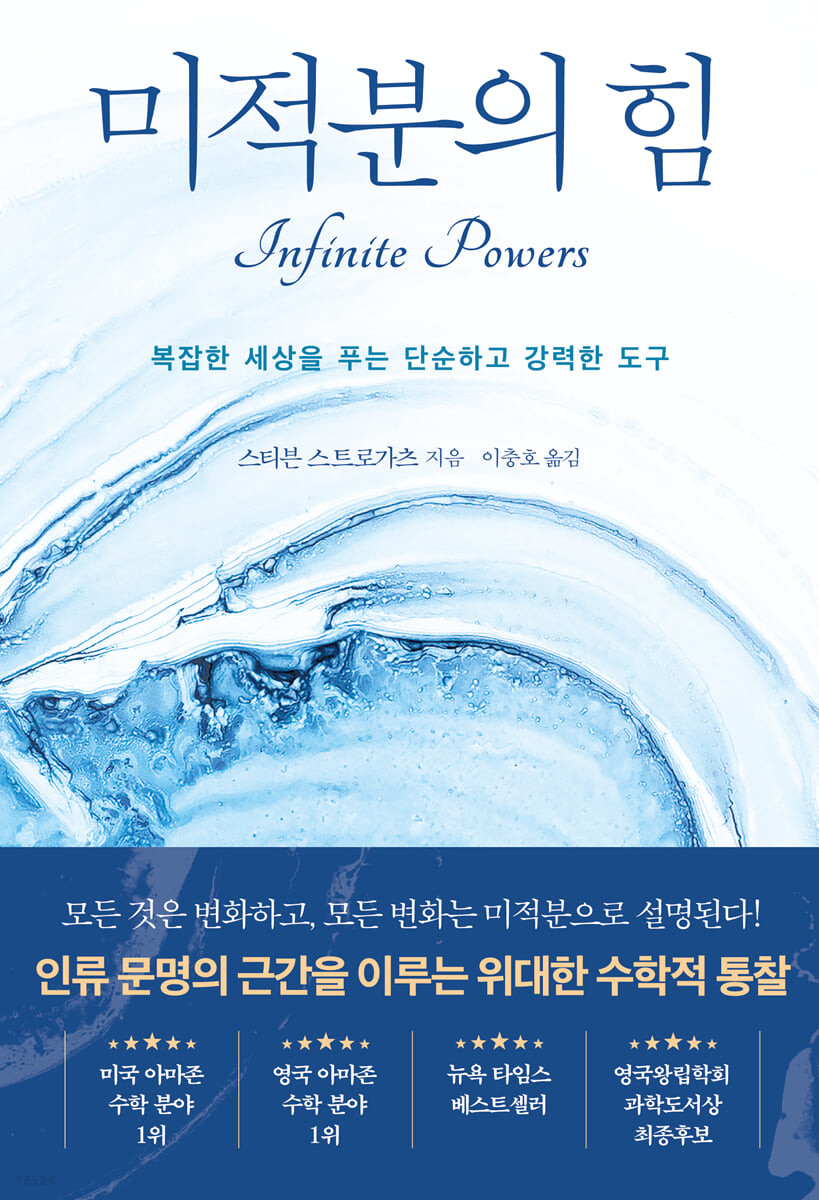 미적분의 힘
Infinite Powers
복잡한 세상을 푸는 단순하고 강력한 도구
스티븐 스트로가츠 지음 이충호 옮김
모든 것은 변화하고, 모든 변화는 미적분으로 설명된다!
인류 문명의 근간을 이루는 위대한 수학적 통찰
미국 아마존
수학 분야
1위
영국 아마존
수학 분야
1위
뉴욕 타임스
베스트셀러
영국왕립학회
과학도서상
최종후보
YES24